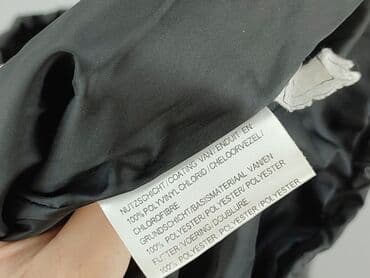 NUTZSCHICHT/COATING VAN/ENDUIT EN
100% POLYVINYL CHLORID/CHELOORVEZEL/
CHLOROFIBRE
GRUNDSCHICHT/BASISMATERIAAL VAN/EN
100% POLYESTER/POLYESTER/POLYESTER
FUTTER/VOERING/DOUBLURE
100% POLYESTER/POLYESTER/